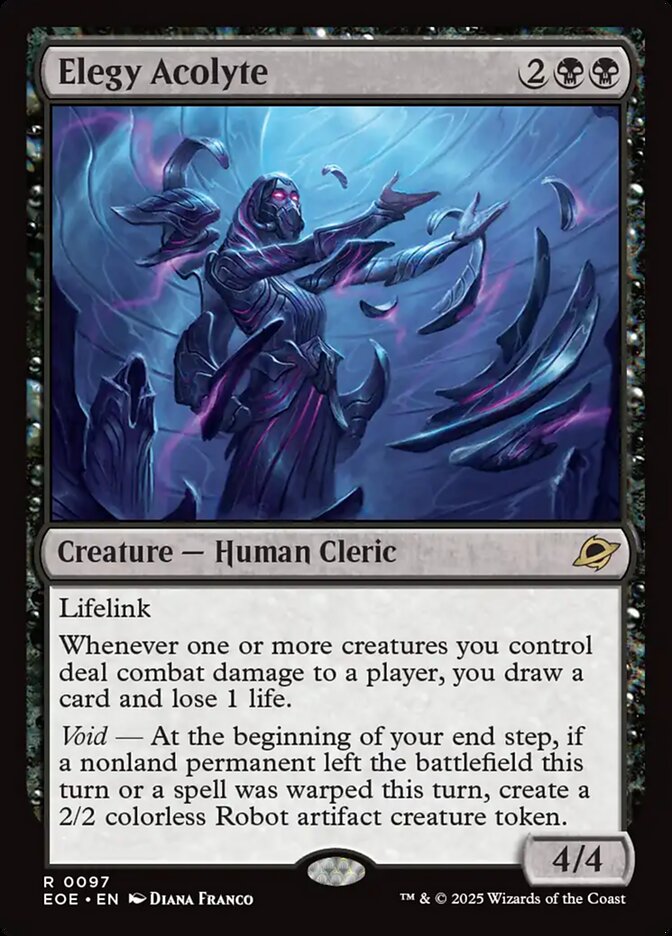 Elegy Acolyte 2
Creature — Human Cleric
Lifelink
Whenever one or more creatures you control
deal combat damage to a player, you draw a
card and lose 1 life.
Void — At the beginning of your end step, if
a nonland permanent left the battlefield this
turn or a spell was warped this turn, create a
2/2 colorless Robot artifact creature token.
4/4
R 0097
EOE • EN Diana Franco ™ & © 2025 Wizards of the Coast